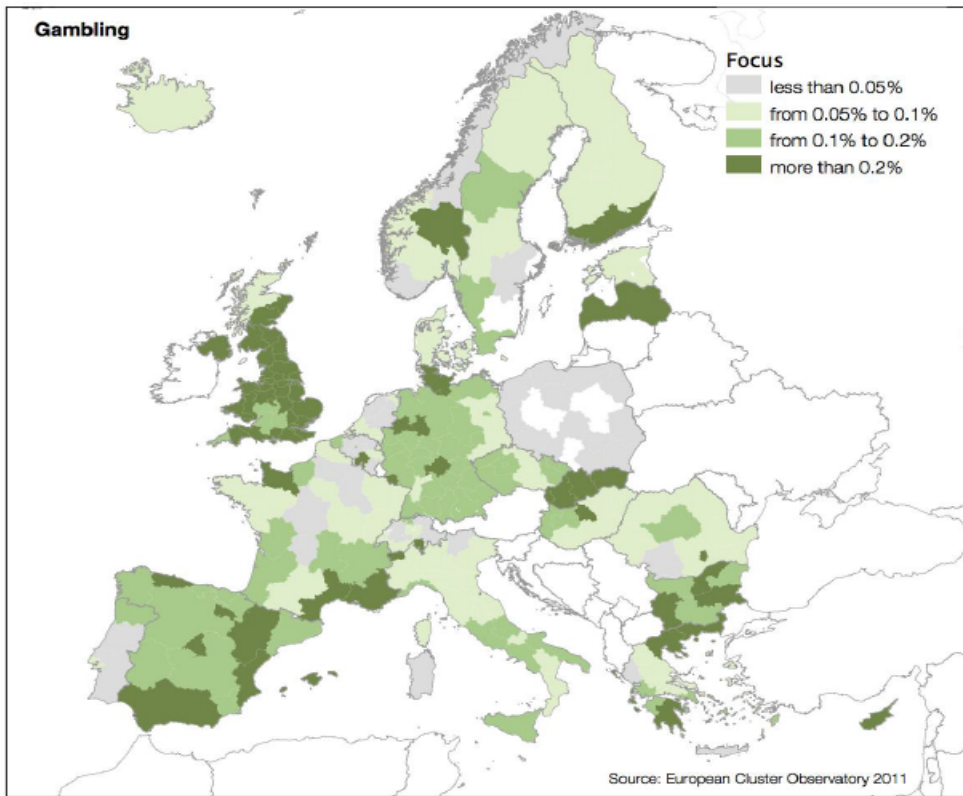 Gambling
Focus
less than 0.05%
from 0.05% to 0.1%
from 0.1% to 0.2%
more than 0.2%
Source: European Cluster Observatory 2011